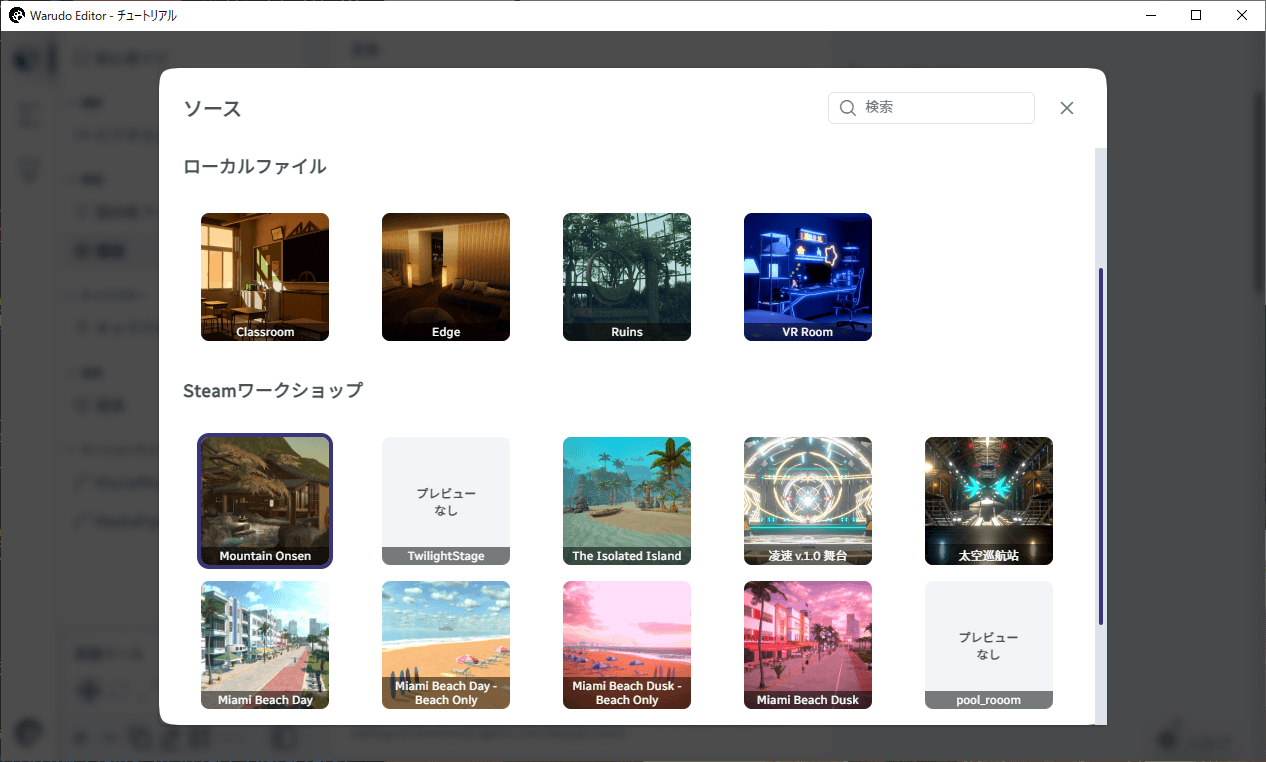 Warudo Editor - チュートリアル
ソース
検索
ローカルファイル
Classroom
Edge
Ruins
VR Room
Steamワークショップ
Mountain Onsen
プレビュー
なし
TwilightStage
The Isolated Island
凌速 v.1.0 舞台
太空巡航站
Miami Beach Day
Miami Beach Day -
Beach Only
Miami Beach Dusk -
Beach Only
Miami Beach Dusk
プレビュー
なし
pool_rooom